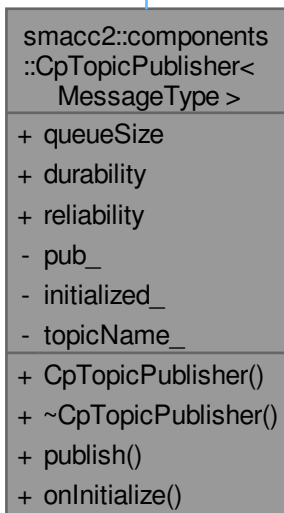 smacc2::components
::CpTopicPublisher<
MessageType >
+ queueSize
+ durability
+ reliability
- pub_
- initialized_
- topicName_
+ CpTopicPublisher()
+ ~CpTopicPublisher()
+ publish()
+ onInitialize()